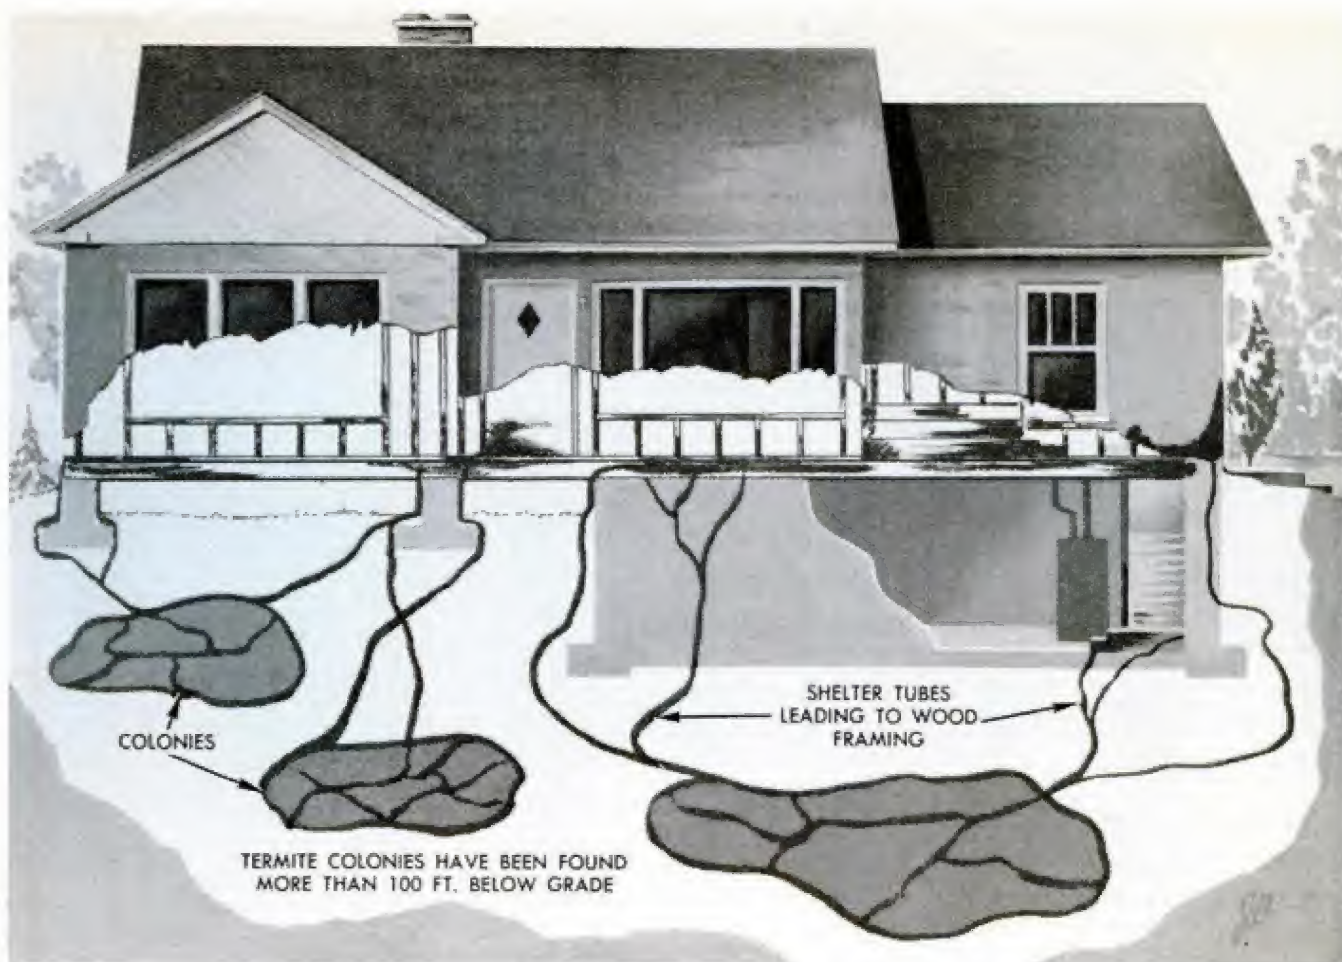 SHELTER TUBES
LEADING TO WOOD
FRAMING
COLONIES
TERMITE COLONIES HAVE BEEN FOUND
MORE THAN 100 FT. BELOW GRADE